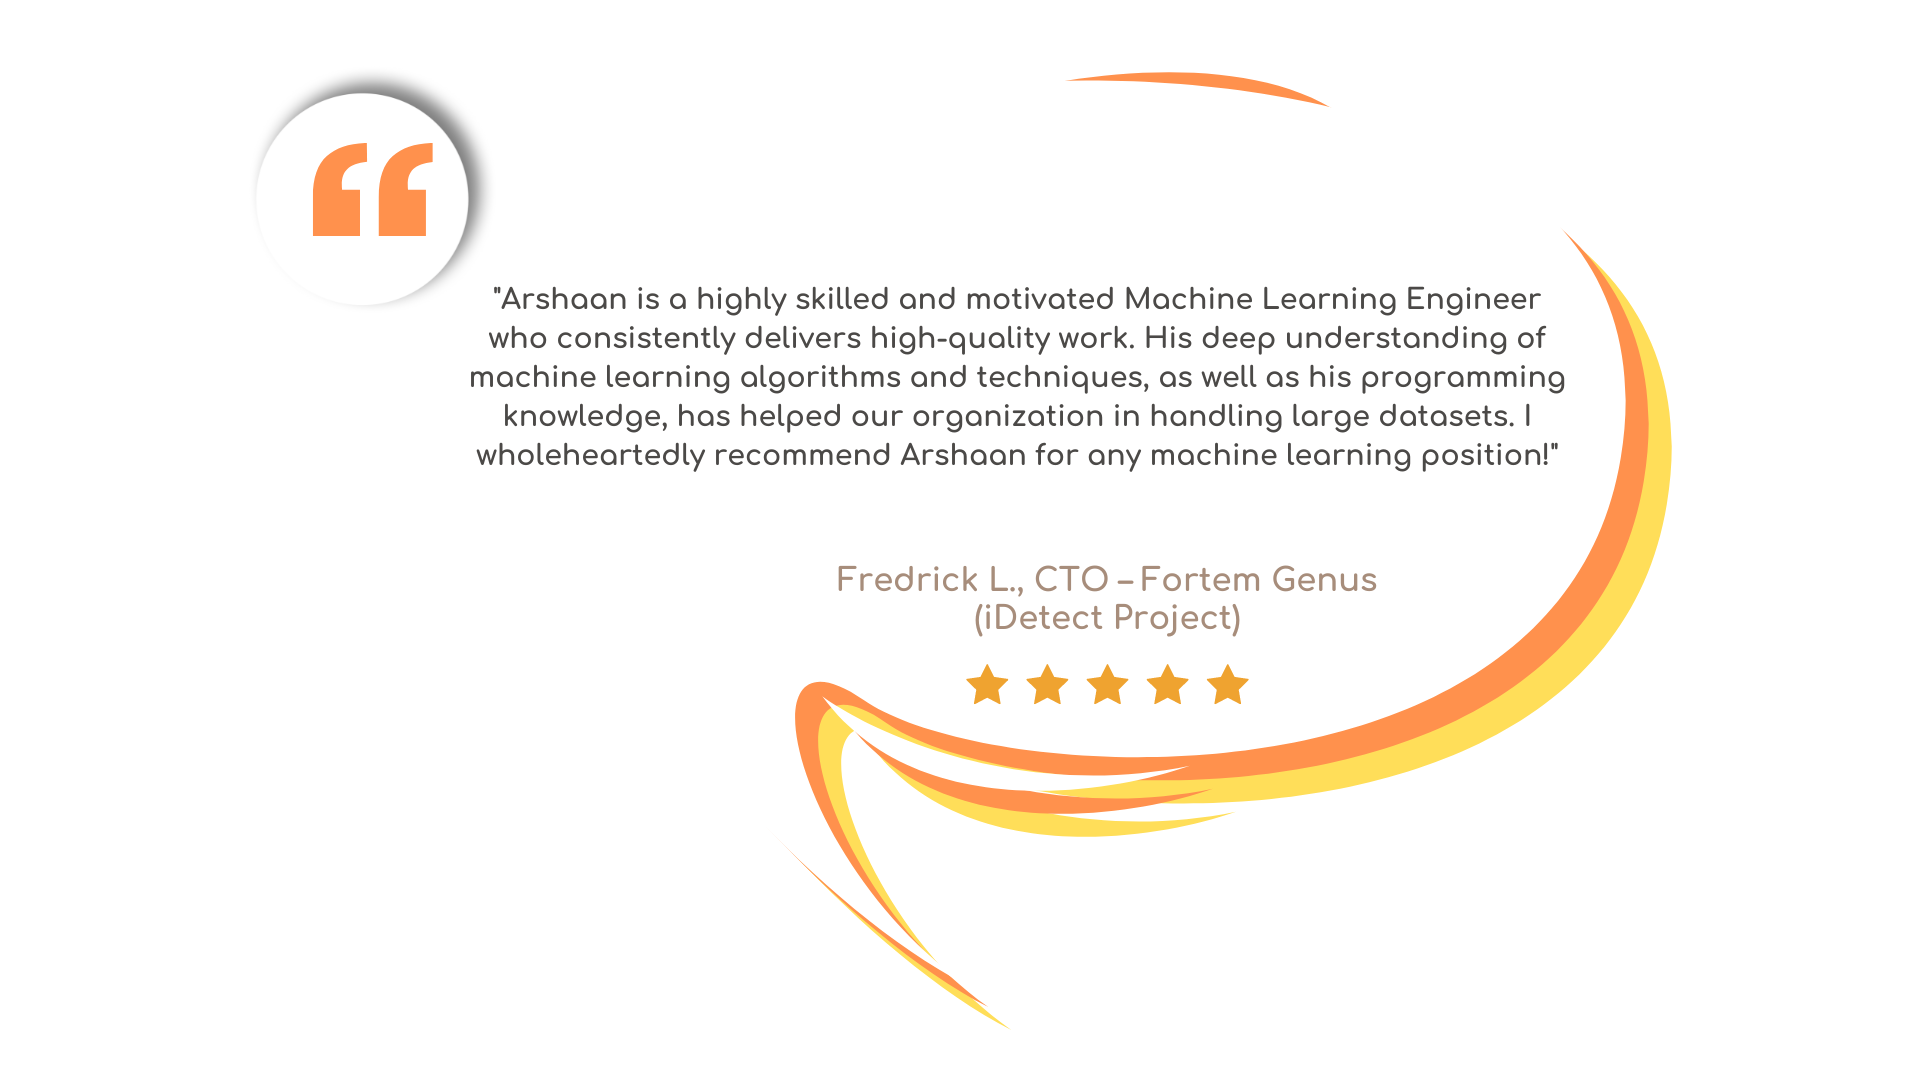 "Arshaan is a highly skilled and motivated Machine Learning Engineer
who consistently delivers high-quality work. His deep understanding of
machine learning algorithms and techniques, as well as his programming
knowledge, has helped our organization in handling large datasets. I
wholeheartedly recommend Arshaan for any machine learning position!"
Fredrick L., CTO – Fortem Genus
(iDetect Project)